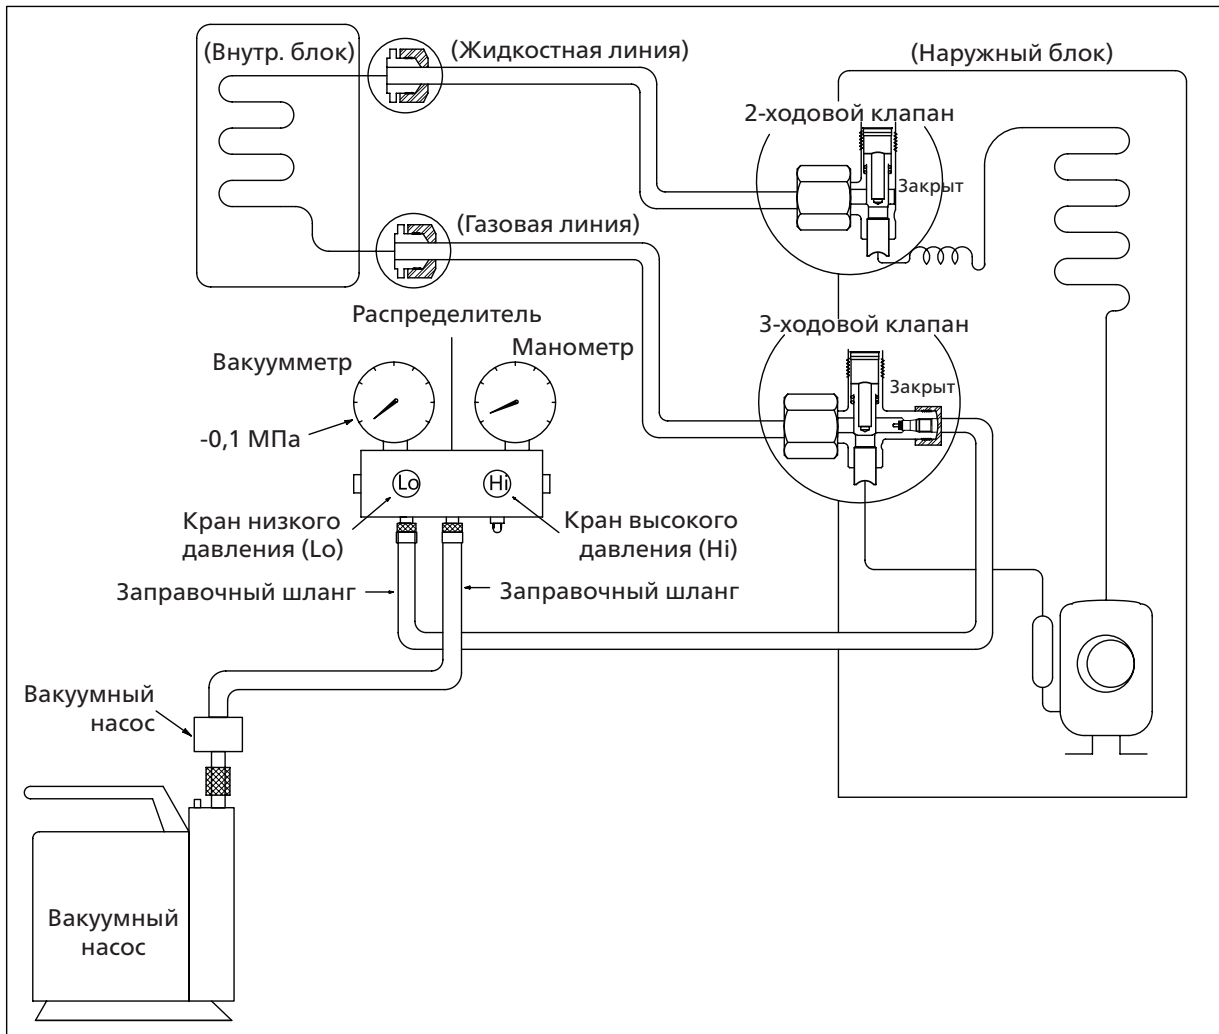 (Внутр. блок)
(Жидкостная линия)
(Наружный блок)
2-ходовой клапан
Закрыт
(Газовая линия)
Распределитель
3-ходовой клапан
Вакуумметр
Манометр
Закрыт
-0,1 МПа
Lo
Hi
Кран низкого
давления (Lo)
Кран высокого
давления (Hi)
Заправочный шланг
Заправочный шланг
Вакуумный
насос
Вакуумный
насос